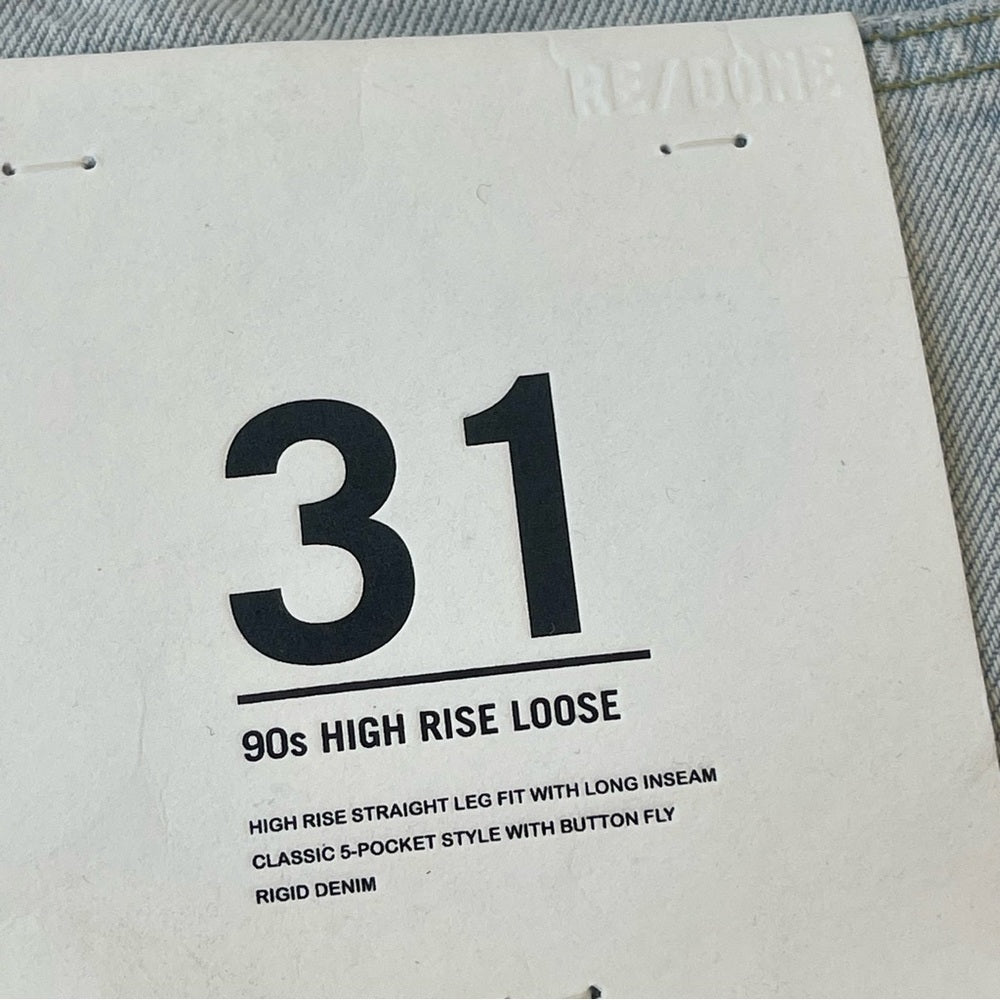 RE/DONE
31
90s HIGH RISE LOOSE
HIGH RISE STRAIGHT LEG FIT WITH LONG INSEAM
CLASSIC 5-POCKET STYLE WITH BUTTON FLY
RIGID DENIM